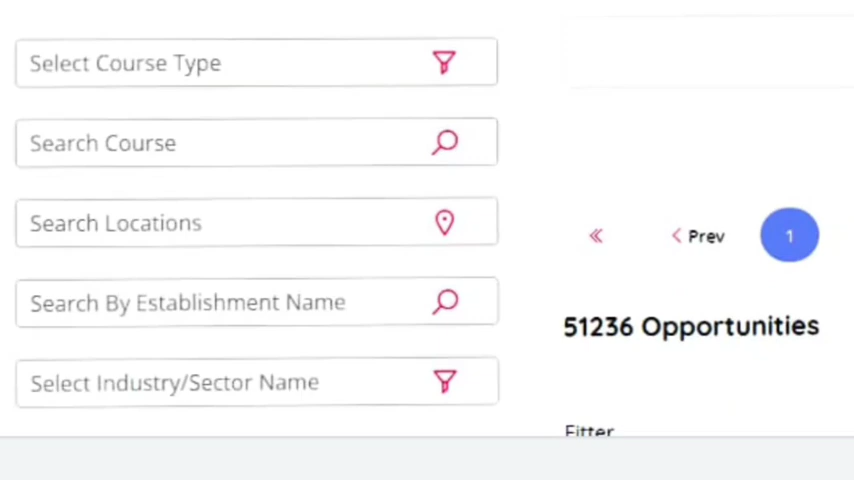 Select Course Type
Search Course
Search Locations
Search By Establishment Name
Select Industry/Sector Name
« < Prev 1
51236 Opportunities
Fitter